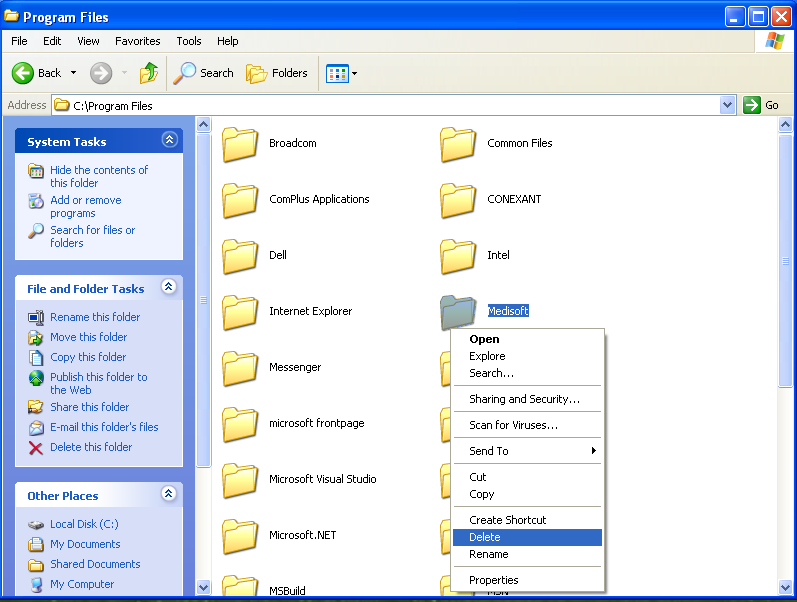 Program Files
File Edit View Favorites Tools Help
Back Search Folders
Address C:\Program Files Go
System Tasks
Hide the contents of
this folder
Add or remove
programs
Search for files or
folders
File and Folder Tasks
Rename this folder
Move this folder
Copy this folder
Publish this folder to
the Web
Share this folder
E-mail this folder's files
Delete this folder
Other Places
Local Disk (C:)
My Documents
Shared Documents
My Computer
Broadcom
Common Files
ComPlus Applications
CONEXANT
Dell
Intel
Internet Explorer
Medisoft
Messenger
microsoft frontpage
Microsoft Visual Studio
Microsoft.NET
MSBuild
MSN
Open
Explore
Search...
Sharing and Security...
Scan for Viruses...
Send To
Cut
Copy
Create Shortcut
Delete
Rename
Properties